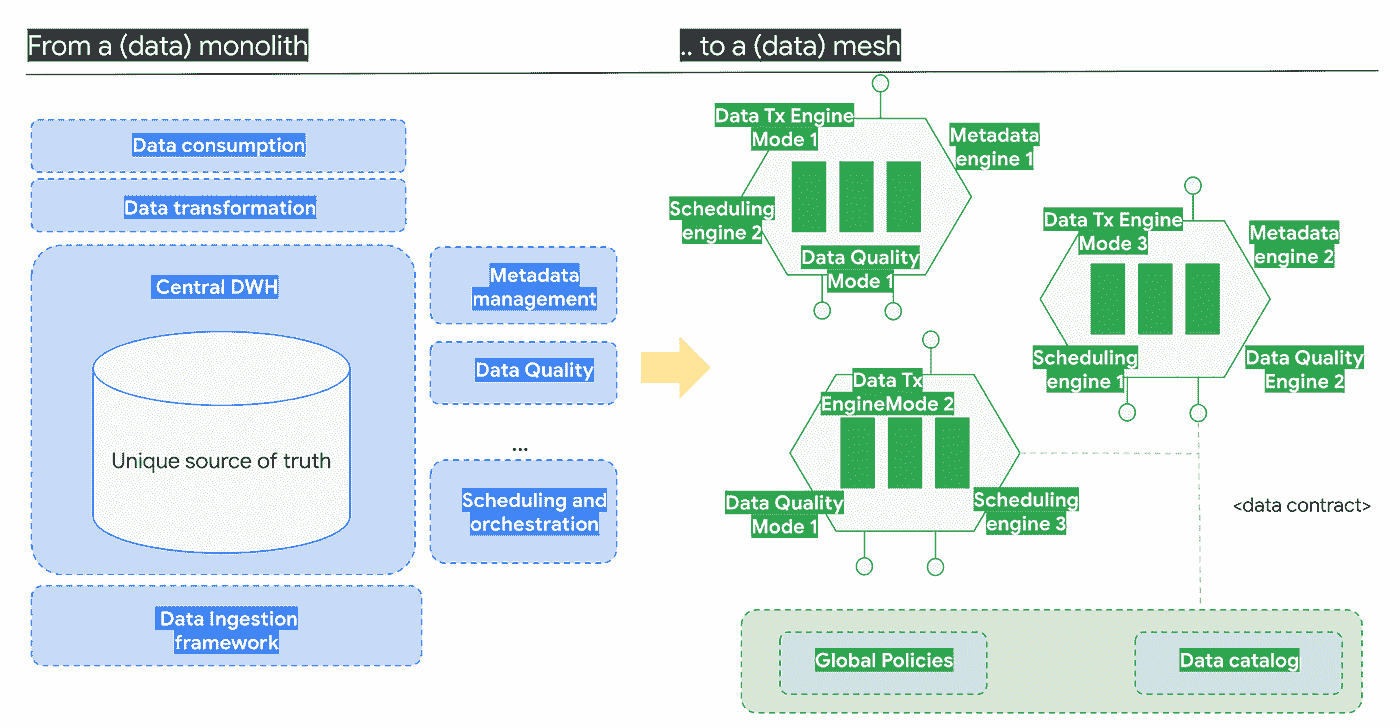 From a (data) monolith
.. to a (data) mesh
Data consumption
Data transformation
Central DWH
Unique source of truth
Metadata
management
Data Quality
...
Scheduling and
orchestration
Data Ingestion
framework
Data Tx Engine
Mode 1
Metadata
engine 1
Scheduling
engine 2
Data Quality
Mode 1
Data Tx Engine
Mode 3
Metadata
engine 2
Scheduling
engine 1
Data Quality
Engine 2
Data Tx
EngineMode 2
Data Quality
Mode 1
Scheduling
engine 3
<data contract>
Global Policies
Data catalog